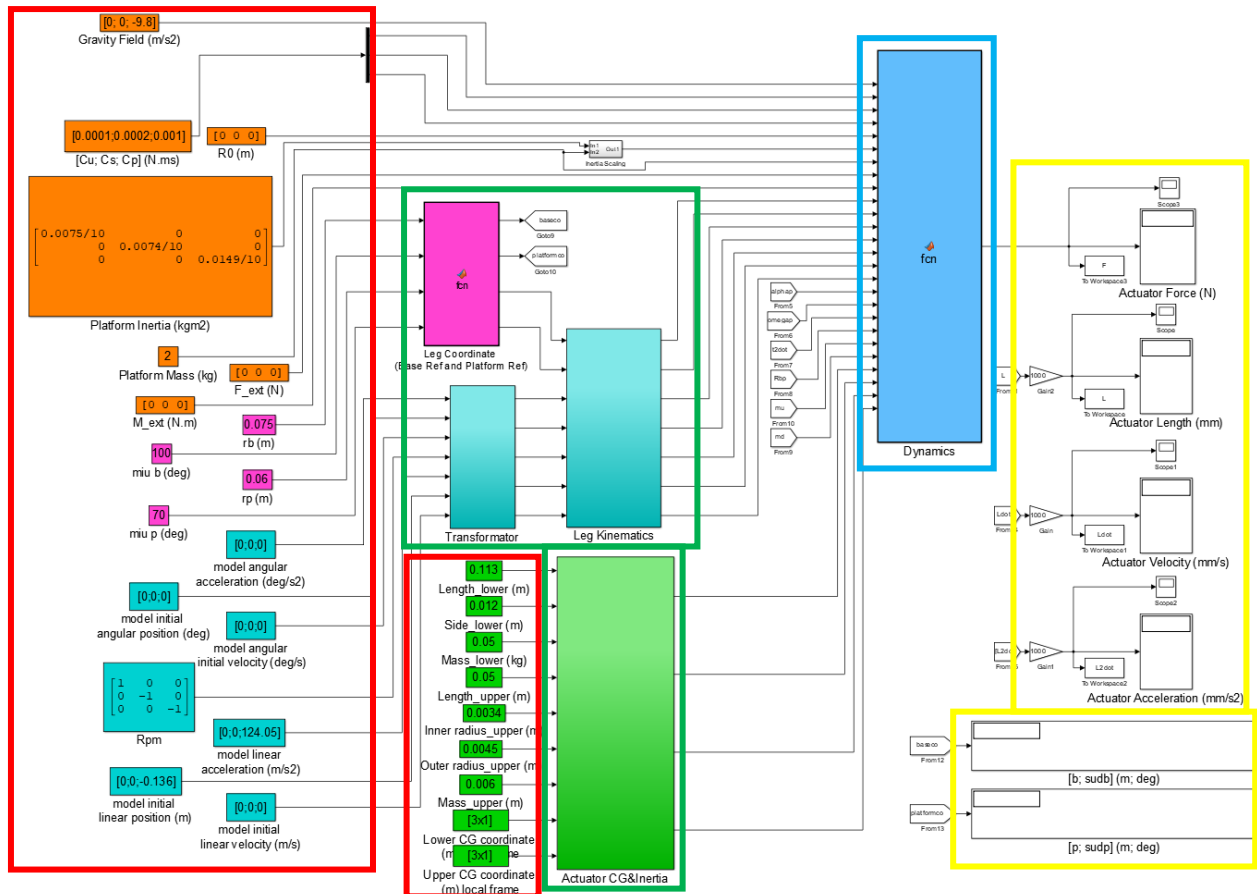 [0; 0; -9.8]
Gravity Field (m/s2)
[0.0001;0.0002;0.001]
[Cu; Cs; Cp] (N.ms)
[0 0 0]
R0 (m)
0.0075/10 0 0
0 0.0074/10 0
0 0 0.0149/10
Platform Inertia (kgm2)
2
Platform Mass (kg)
[0 0 0]
F_ext (N)
[0 0 0]
M_ext (N.m)
0.075
rb (m)
100
miu b (deg)
0.06
rp (m)
70
miu p (deg)
[0;0;0]
model angular
acceleration (deg/s2)
[0;0;0]
model initial
angular position (deg)
[0;0;0]
model angular
initial velocity (deg/s)
1 0 0
0 -1 0
0 0 -1
Rpm
[0;0;124.05]
model linear
acceleration (m/s2)
[0;0;-0.136]
model initial
linear position (m)
[0;0;0]
model initial
linear velocity (m/s)
In1
In2
Out1
Inertia Scaling
fcn
Leg Coordinate
(Base Ref and Platform Ref)
baseco
Goto9
platformco
Goto10
Transformator
Leg Kinematics
0.113
Length_lower (m)
0.012
Side_lower (m)
0.05
Mass_lower (kg)
0.05
Length_upper (m)
0.0034
Inner radius_upper (m)
0.0045
Outer radius_upper (m)
0.006
Mass_upper (m)
[3x1]
Lower CG coordinate
[3x1]
Upper CG coordinate
(m) local frame
Actuator CG&Inertia
alphap
From5
omegap
From6
t2dot
From7
Rbp
From8
mu
From10
md
From9
fcn
Dynamics
Scope3
F
To Workspace3
Actuator Force (N)
Scope
L
1000
Gain2
L
To Workspace
Actuator Length (mm)
Scope1
Ldot
1000
Gain
Ldot
To Workspace1
Actuator Velocity (mm/s)
Scope2
1000
Gain1
L2dot
To Workspace2
Actuator Acceleration (mm/s2)
baseco
From12
[b; sudb] (m; deg)
platformco
From13
[p; sudp] (m; deg)